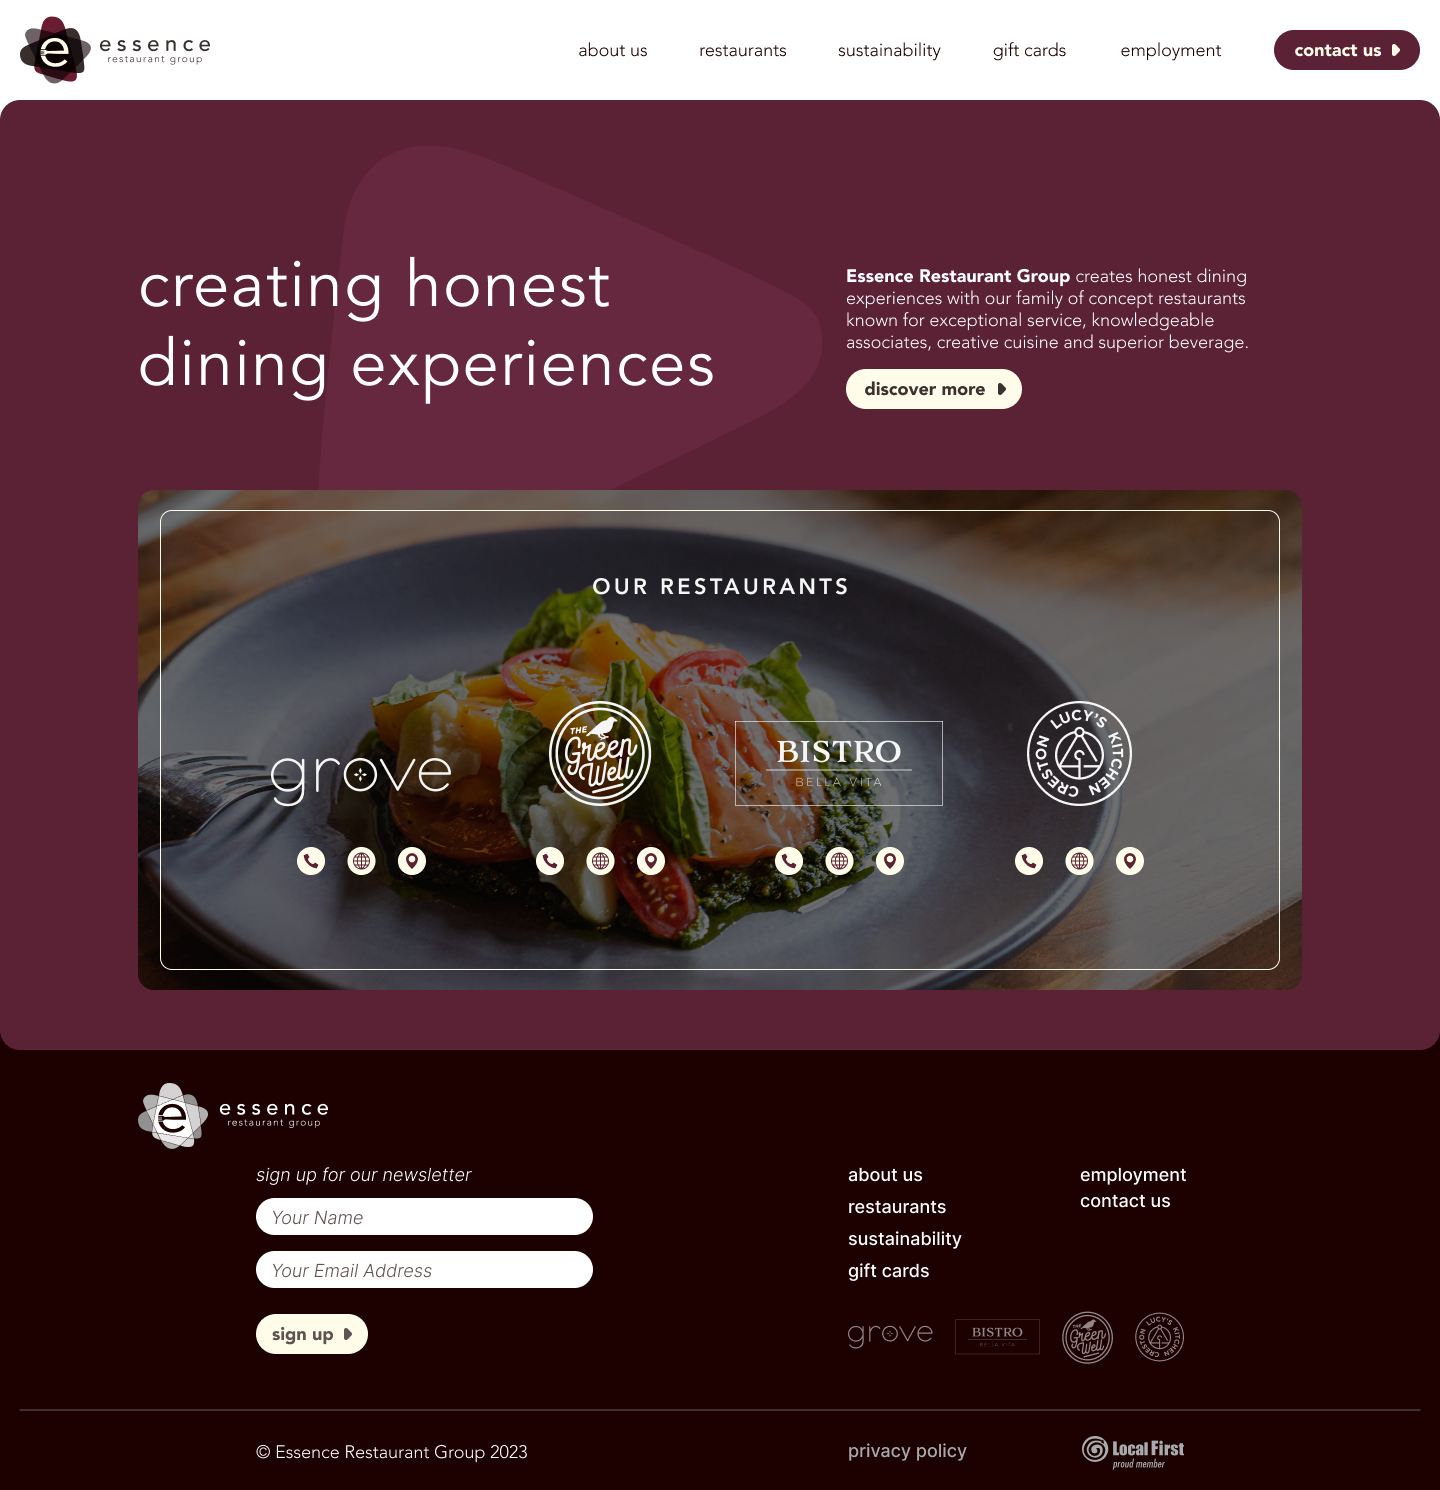 e essence
restaurant group
about us
restaurants
sustainability
gift cards
employment
contact us
creating honest
dining experiences
Essence Restaurant Group creates honest dining
experiences with our family of concept restaurants
known for exceptional service, knowledgeable
associates, creative cuisine and superior beverage.
discover more
OUR RESTAURANTS
grove
THE
Green
Well
BISTRO
BELLA VITA
LUCY'S KITCHEN CRESTON
e essence
restaurant group
sign up for our newsletter
Your Name
Your Email Address
sign up
about us
restaurants
sustainability
gift cards
employment
contact us
grove
BISTRO
BELLA VITA
THE
Green
Well
LUCY'S KITCHEN CRESTON
© Essence Restaurant Group 2023
privacy policy
Local First
proud member